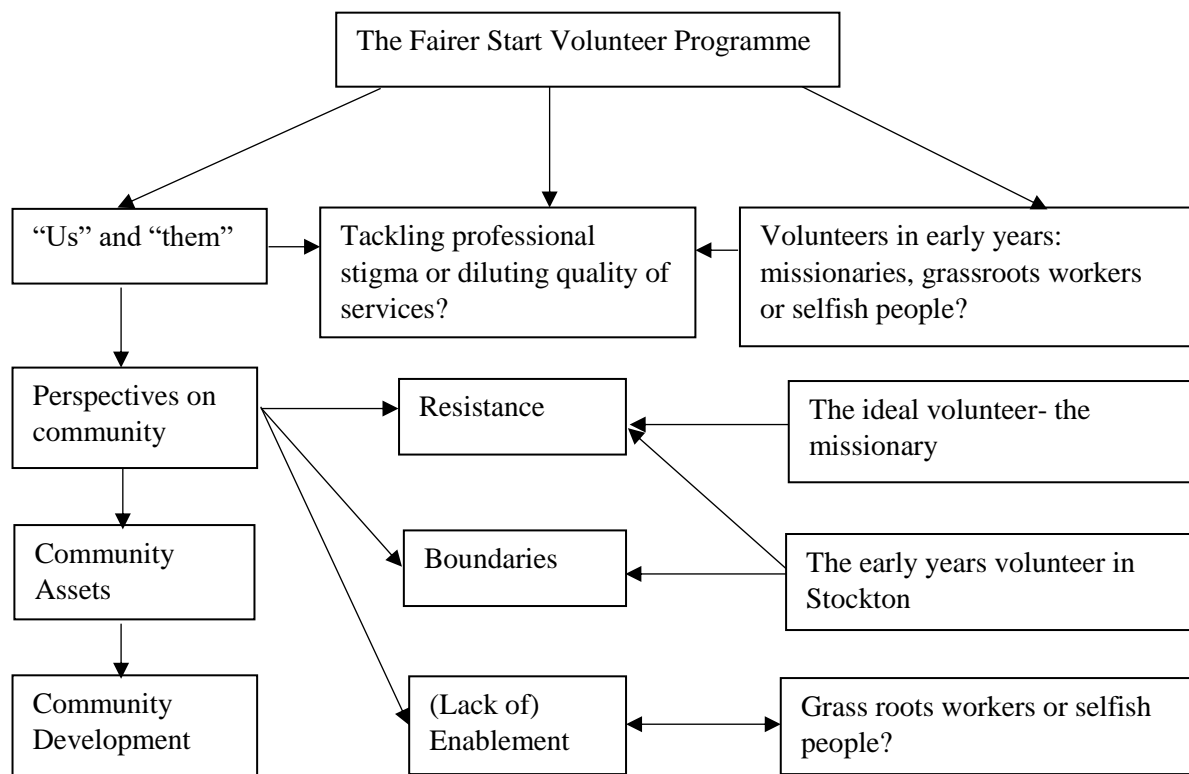 The Fairer Start Volunteer Programme
“Us” and “them”
Tackling professional
stigma or diluting quality of
services?
Volunteers in early years:
missionaries, grassroots workers
or selfish people?
Perspectives on
community
Resistance
The ideal volunteer- the
missionary
Community
Assets
Boundaries
The early years volunteer in
Stockton
Community
Development
(Lack of)
Enablement
Grass roots workers or selfish
people?